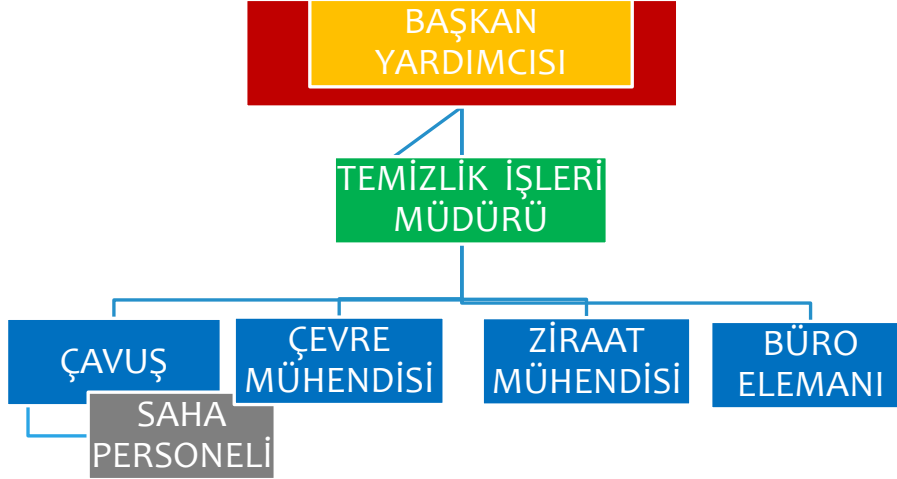 BAŞKAN
YARDIMCISI
TEMİZLİK İŞLERİ
MÜDÜRÜ
ÇAVUŞ
ÇEVRE
MÜHENDİSİ
ZİRAAT
MÜHENDİSİ
BÜRO
ELEMANI
SAHA
PERSONELİ